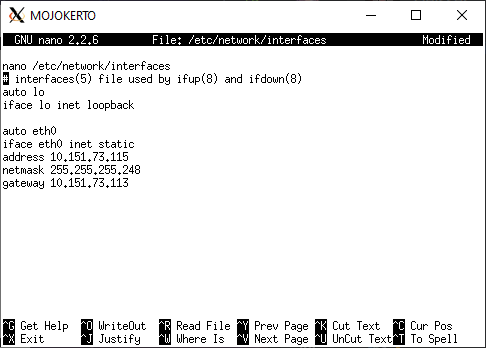 MOJOKERTO
GNU nano 2.2.6 File: /etc/network/interfaces Modified
nano /etc/network/interfaces
# interfaces(5) file used by ifup(8) and ifdown(8)
auto lo
iface lo inet loopback
auto eth0
iface eth0 inet static
address 10.151.73.115
netmask 255.255.255.248
gateway 10.151.73.113
^G Get Help ^O WriteOut ^R Read File ^Y Prev Page ^K Cut Text ^C Cur Pos
^X Exit ^J Justify ^W Where Is ^V Next Page ^U UnCut Text ^T To Spell